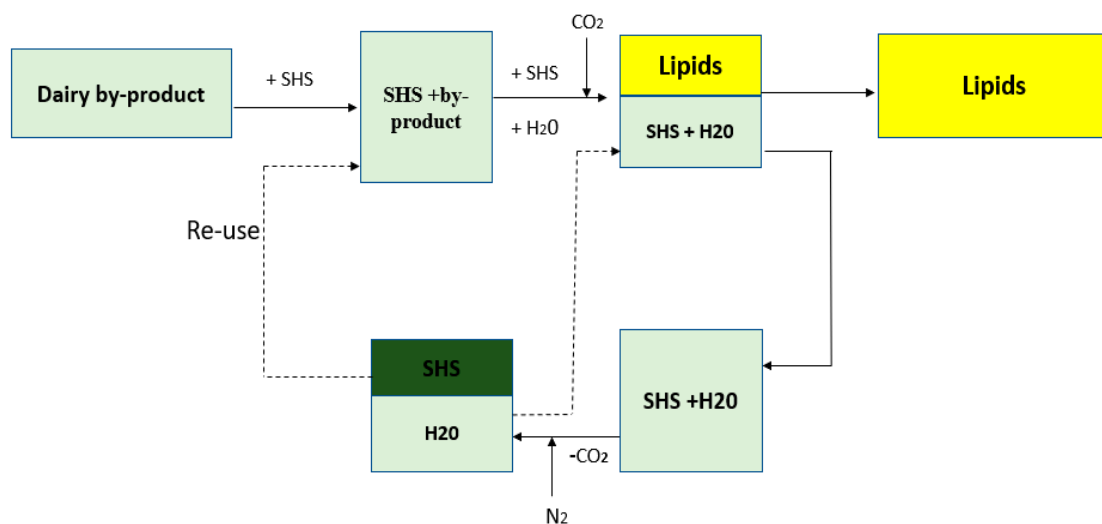 Dairy by-product
+ SHS
SHS +by-
product
+ SHS
+ H₂0
CO₂
Lipids
SHS + H20
Lipids
Re-use
SHS
H20
SHS +H20
-CO₂
N₂